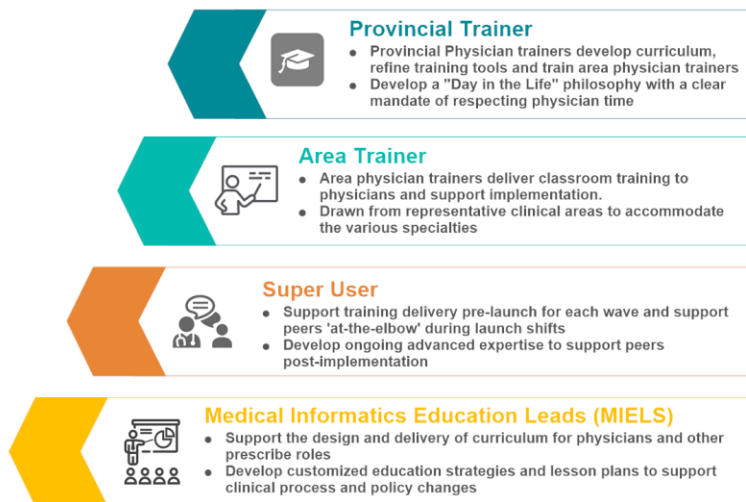 Provincial Trainer
• Provincial Physician trainers develop curriculum,
refine training tools and train area physician trainers
• Develop a "Day in the Life" philosophy with a clear
mandate of respecting physician time
Area Trainer
• Area physician trainers deliver classroom training to
physicians and support implementation.
• Drawn from representative clinical areas to accommodate
the various specialties
Super User
• Support training delivery pre-launch for each wave and support
peers 'at-the-elbow' during launch shifts
• Develop ongoing advanced expertise to support peers
post-implementation
Medical Informatics Education Leads (MIELS)
• Support the design and delivery of curriculum for physicians and other
prescribe roles
• Develop customized education strategies and lesson plans to support
clinical process and policy changes